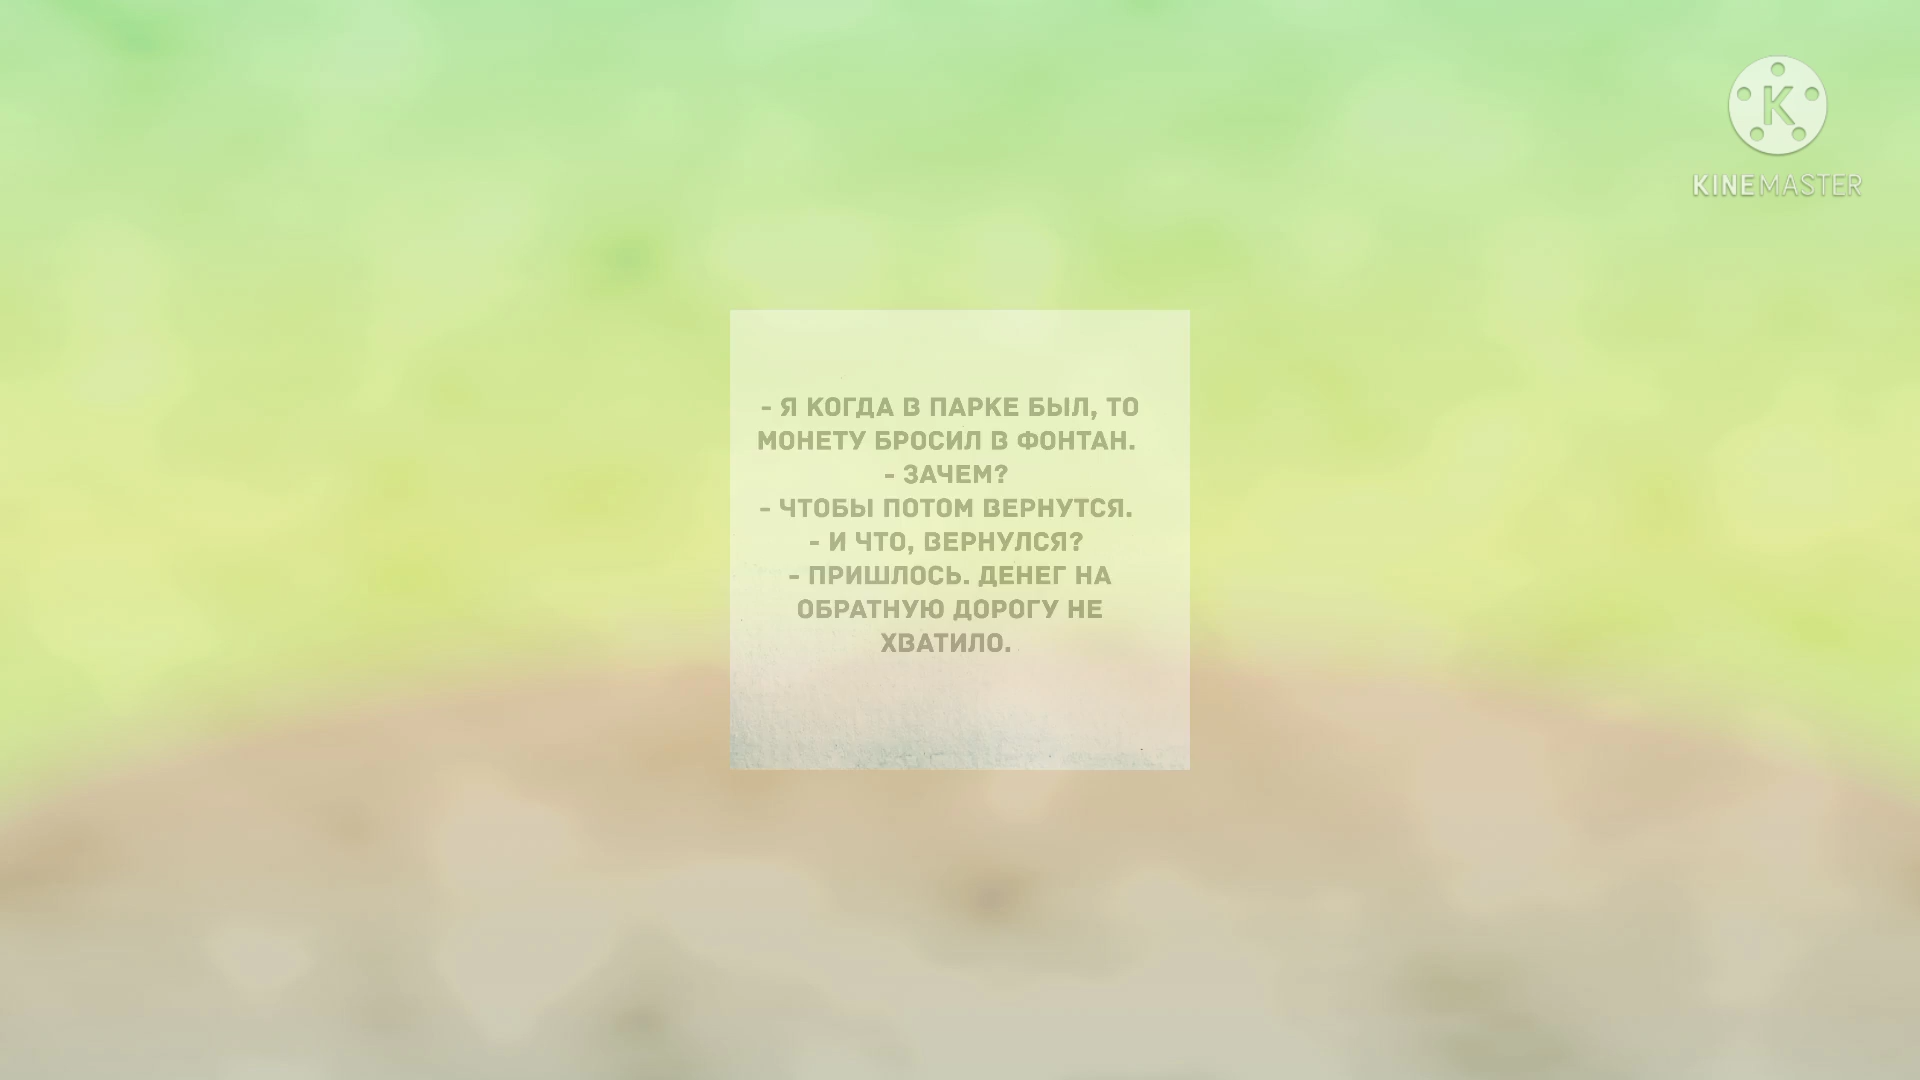 K
KINEMASTER
- Я КОГДА В ПАРКЕ БЫЛ, ТО
МОНЕТУ БРОСИЛ В ФОНТАН.
- ЗАЧЕМ?
- ЧТОБЫ ПОТОМ ВЕРНУТСЯ.
- И ЧТО, ВЕРНУЛСЯ?
- ПРИШЛОСЬ. ДЕНЕГ НА
ОБРАТНУЮ ДОРОГУ НЕ
ХВАТИЛО.